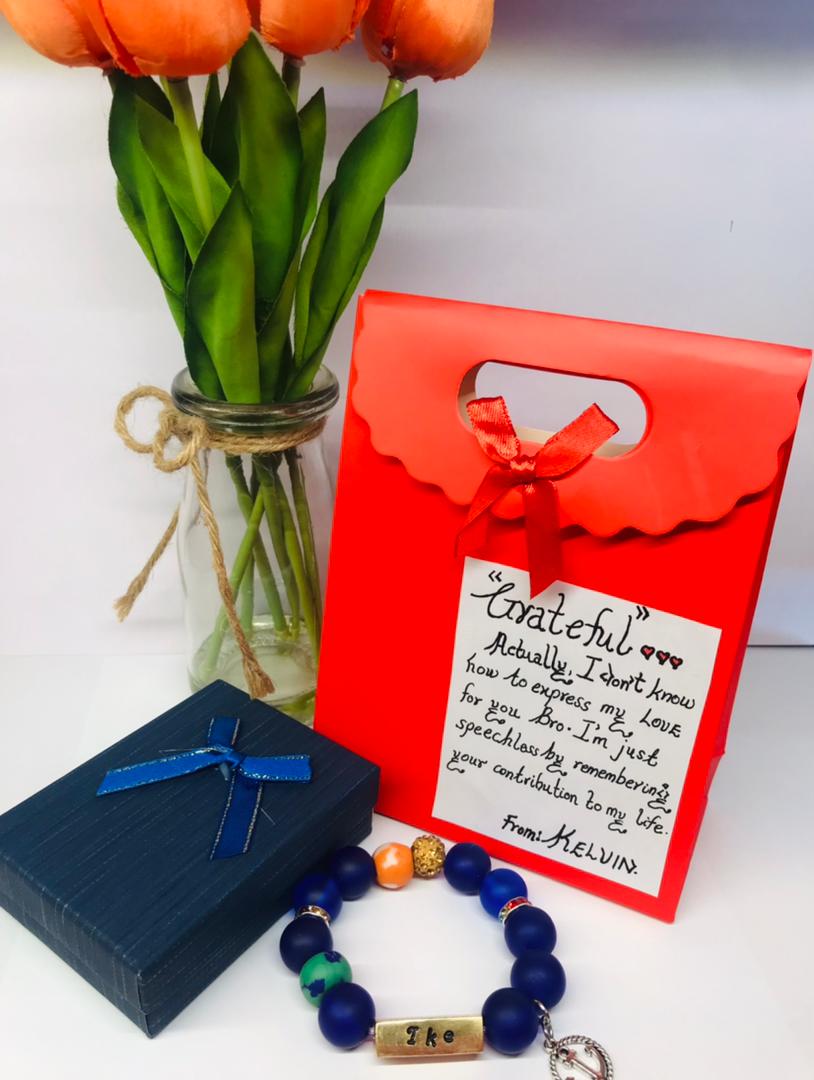 "Grateful"
Actually, I don't know
how to express my LOVE
for you Bro. I'm just
speechless by remembering
your contribution to my life.
From: KELVIN.
Ike